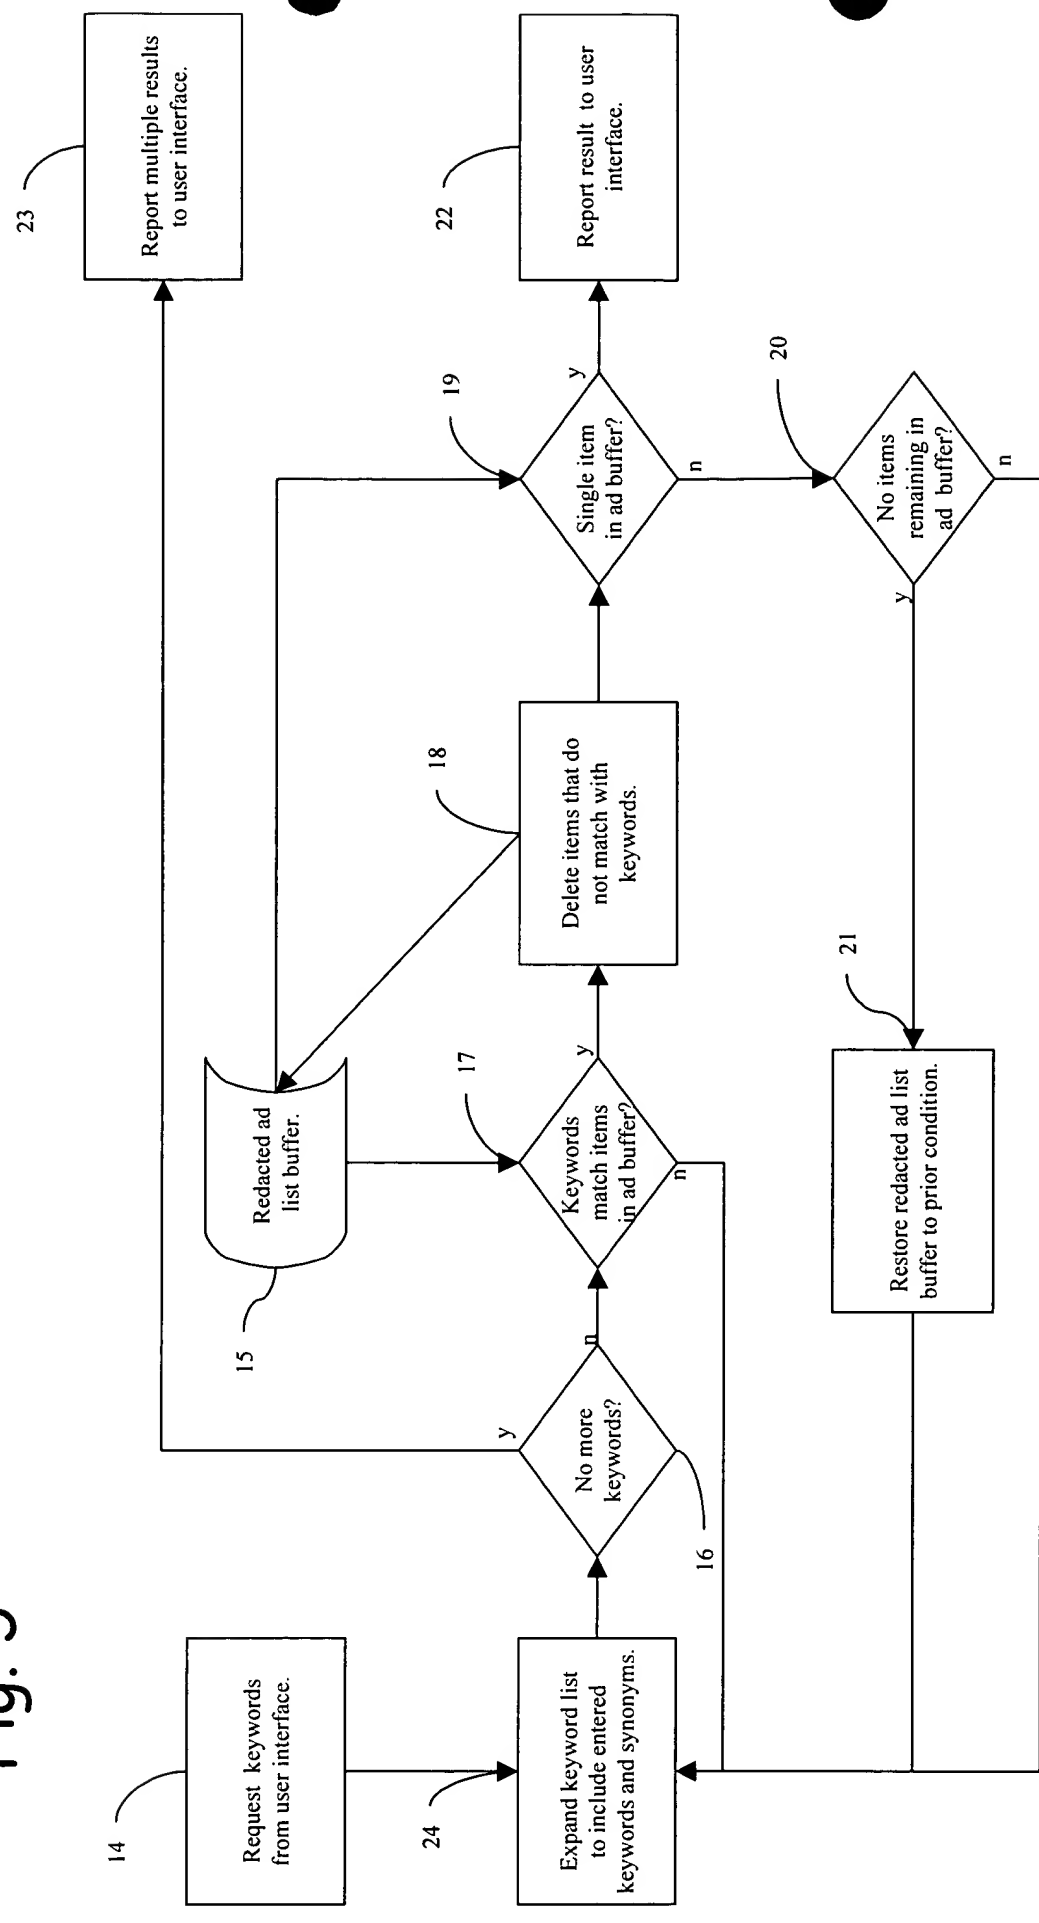 Fig. 3
14
Request keywords
from user interface.
24
Expand keyword list
to include entered
keywords and synonyms.
16
No more
keywords?
y
n
15
Redacted ad
list buffer.
17
Keywords
match items
in ad buffer?
y
n
18
Delete items that do
not match with
keywords.
19
Single item
in ad buffer?
y
n
20
No items
remaining in
ad buffer?
y
n
21
Restore redacted ad list
buffer to prior condition.
22
Report result to user
interface.
23
Report multiple results
to user interface.